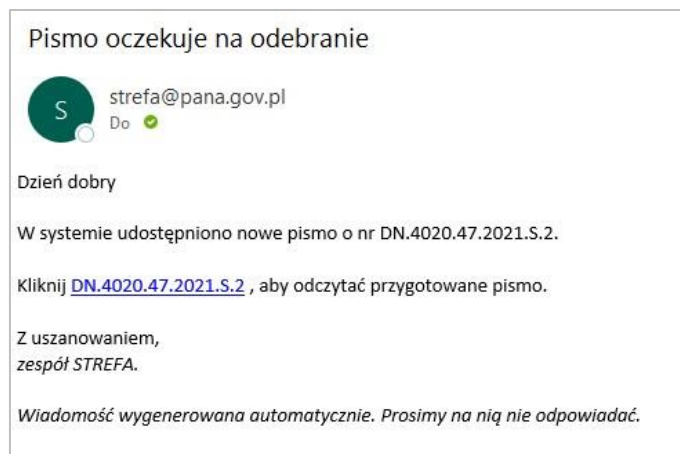 Pismo oczekuje na odebranie
S
strefa@pana.gov.pl
Do
Dzień dobry
W systemie udostępniono nowe pismo o nr DN.4020.47.2021.S.2.
Kliknij DN.4020.47.2021.S.2 , aby odczytać przygotowane pismo.
Z uszanowaniem,
zespół STREFA.
Wiadomość wygenerowana automatycznie. Prosimy na nią nie odpowiadać.